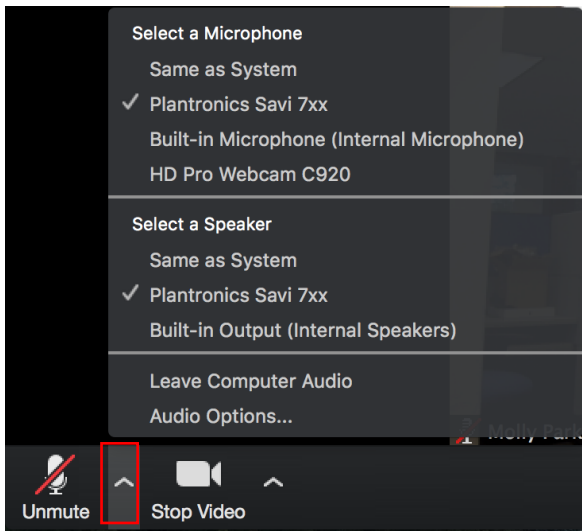 Select a Microphone
Same as System
Plantronics Savi 7xx
Built-in Microphone (Internal Microphone)
HD Pro Webcam C920
Select a Speaker
Same as System
Plantronics Savi 7xx
Built-in Output (Internal Speakers)
Leave Computer Audio
Audio Options...
Molly Park
Unmute
Stop Video